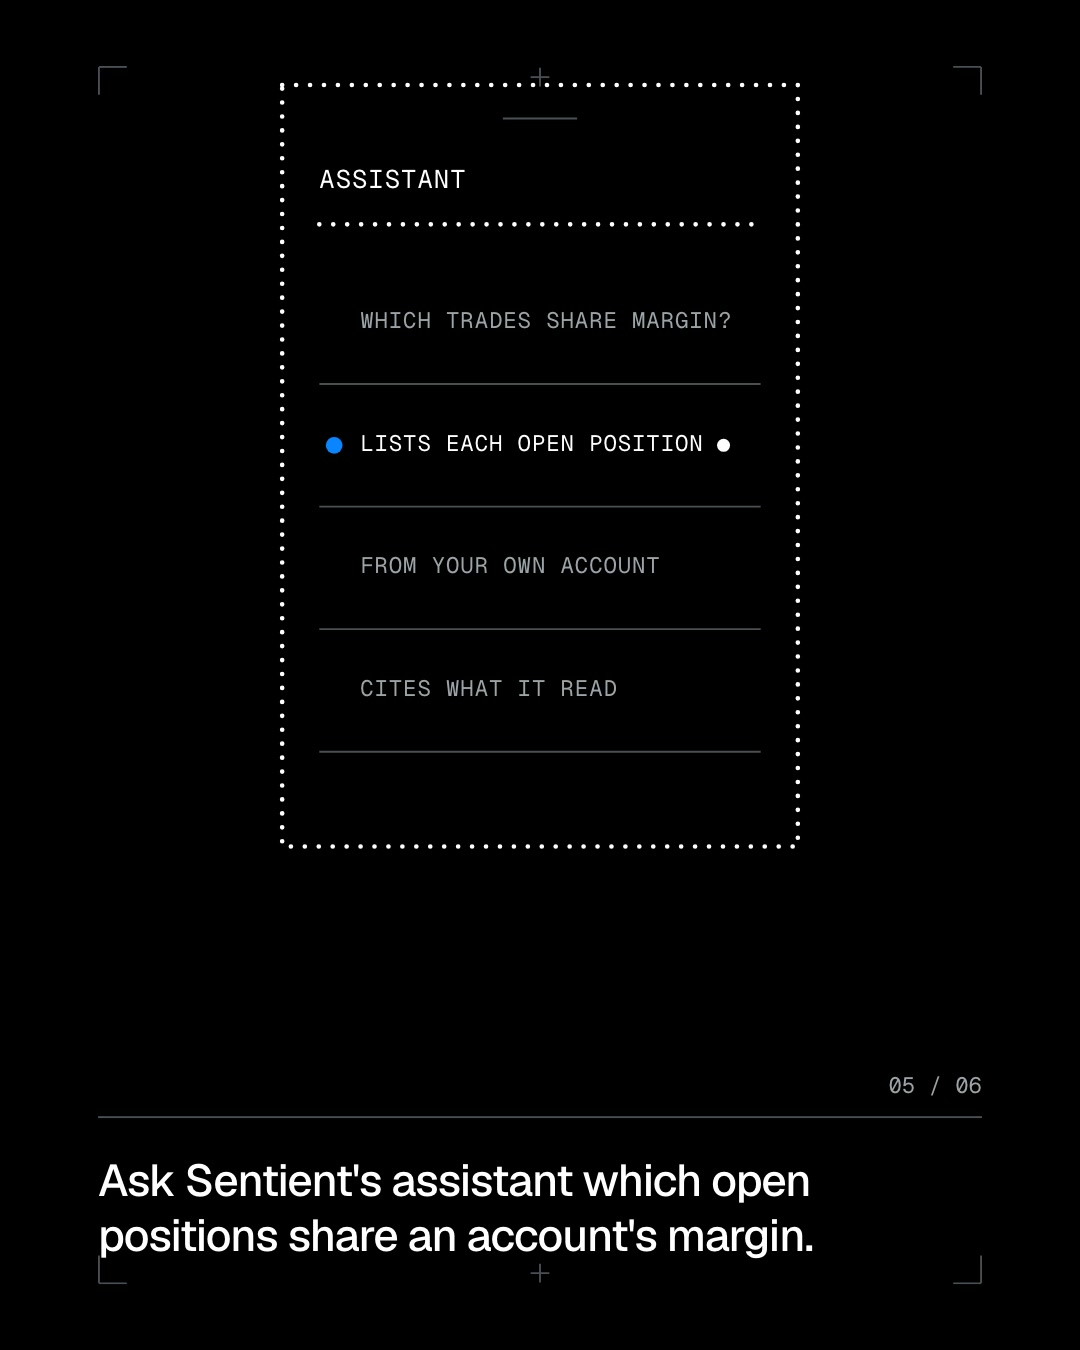 ASSISTANT
WHICH TRADES SHARE MARGIN?
LISTS EACH OPEN POSITION
FROM YOUR OWN ACCOUNT
CITES WHAT IT READ
05 / 06
Ask Sentient's assistant which open
positions share an account's margin.